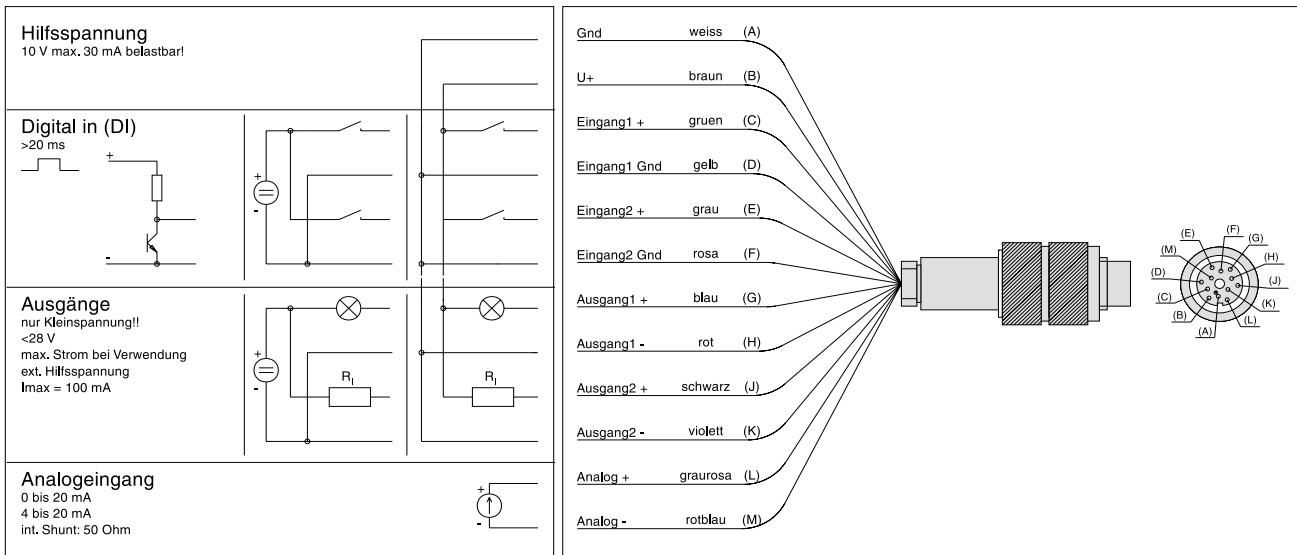 Hilfsspannung
10 V max. 30 mA belastbar!
Digital in (DI)
>20 ms
+
-
+
-
Ausgänge
nur Kleinspannung!!
<28 V
max. Strom bei Verwendung
ext. Hilfsspannung
Imax = 100 mA
+
-
RI
RI
Analogeingang
0 bis 20 mA
4 bis 20 mA
int. Shunt: 50 Ohm
+
-
Gnd weiss (A)
U+ braun (B)
Eingang1 + gruen (C)
Eingang1 Gnd gelb (D)
Eingang2 + grau (E)
Eingang2 Gnd rosa (F)
Ausgang1 + blau (G)
Ausgang1 - rot (H)
Ausgang2 + schwarz (J)
Ausgang2 - violett (K)
Analog + graurosa (L)
Analog - rotblau (M)
(F)
(E) (G)
(M) (H)
(D) (J)
(C) (K)
(B) (L)
(A)